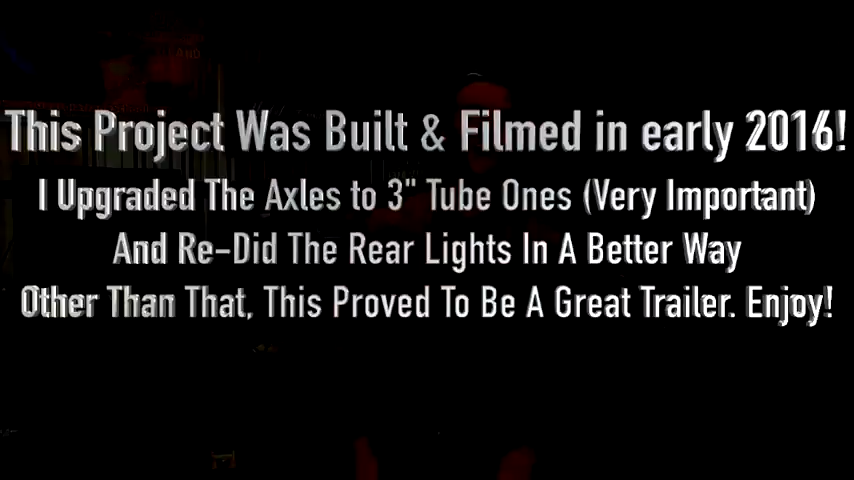 This Project Was Built & Filmed in early 2016!
I Upgraded The Axles to 3" Tube Ones (Very Important)
And Re-Did The Rear Lights In A Better Way
Other Than That, This Proved To Be A Great Trailer. Enjoy!